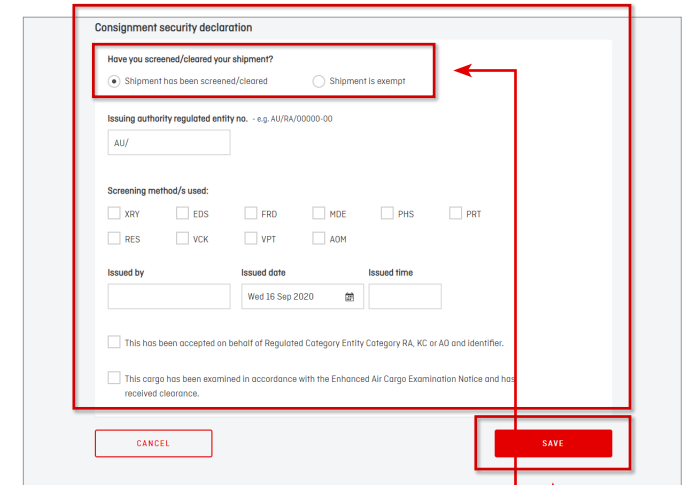 Consignment security declaration
Have you screened/cleared your shipment?
Shipment has been screened/cleared Shipment is exempt
Issuing authority regulated entity no. - e.g. AU/RA/00000-00
AU/
Screening method/s used:
XRY EDS FRD MDE PHS PRT
RES VCK VPT AOM
Issued by Issued date Issued time
Wed 16 Sep 2020
This has been accepted on behalf of Regulated Category Entity Category RA, KC or AO and identifier.
This cargo has been examined in accordance with the Enhanced Air Cargo Examination Notice and has
received clearance.
CANCEL SAVE